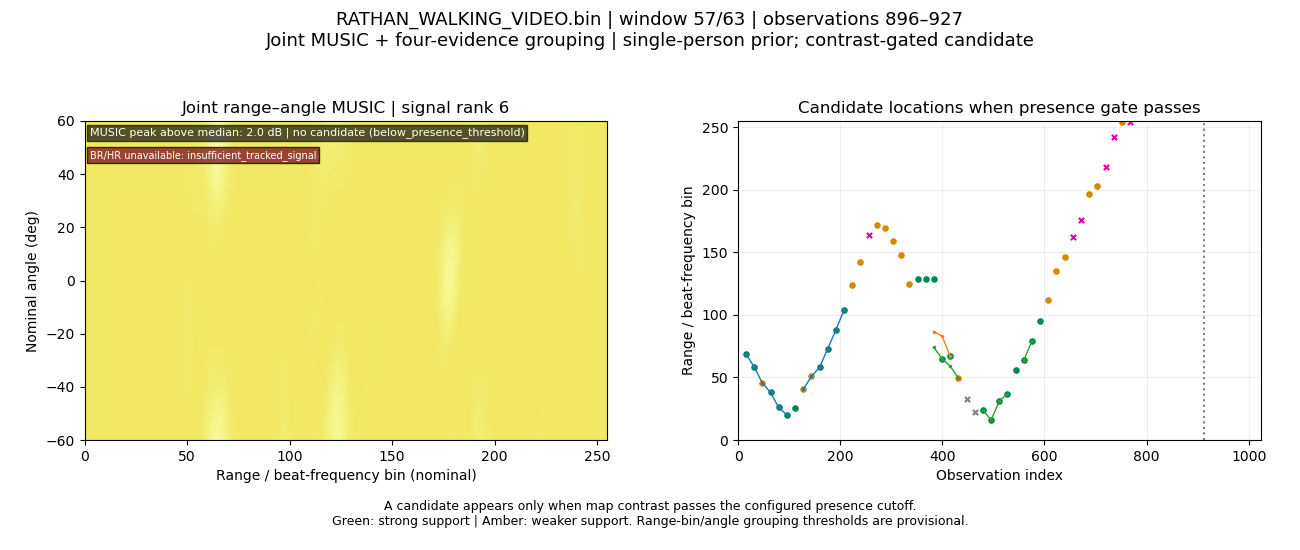 RATHAN_WALKING_VIDEO.bin | window 57/63 | observations 896–927
Joint MUSIC + four-evidence grouping | single-person prior; contrast-gated candidate
Joint range–angle MUSIC | signal rank 6
MUSIC peak above median: 2.0 dB | no candidate (below_presence_threshold)
BR/HR unavailable: insufficient_tracked_signal
60
40
20
0
−20
−40
−60
Nominal angle (deg)
0
50
100
150
200
250
Range / beat-frequency bin (nominal)
Candidate locations when presence gate passes
250
200
150
100
50
0
Range / beat-frequency bin
0
200
400
600
800
1000
Observation index
A candidate appears only when map contrast passes the configured presence cutoff.
Green: strong support | Amber: weaker support. Range-bin/angle grouping thresholds are provisional.